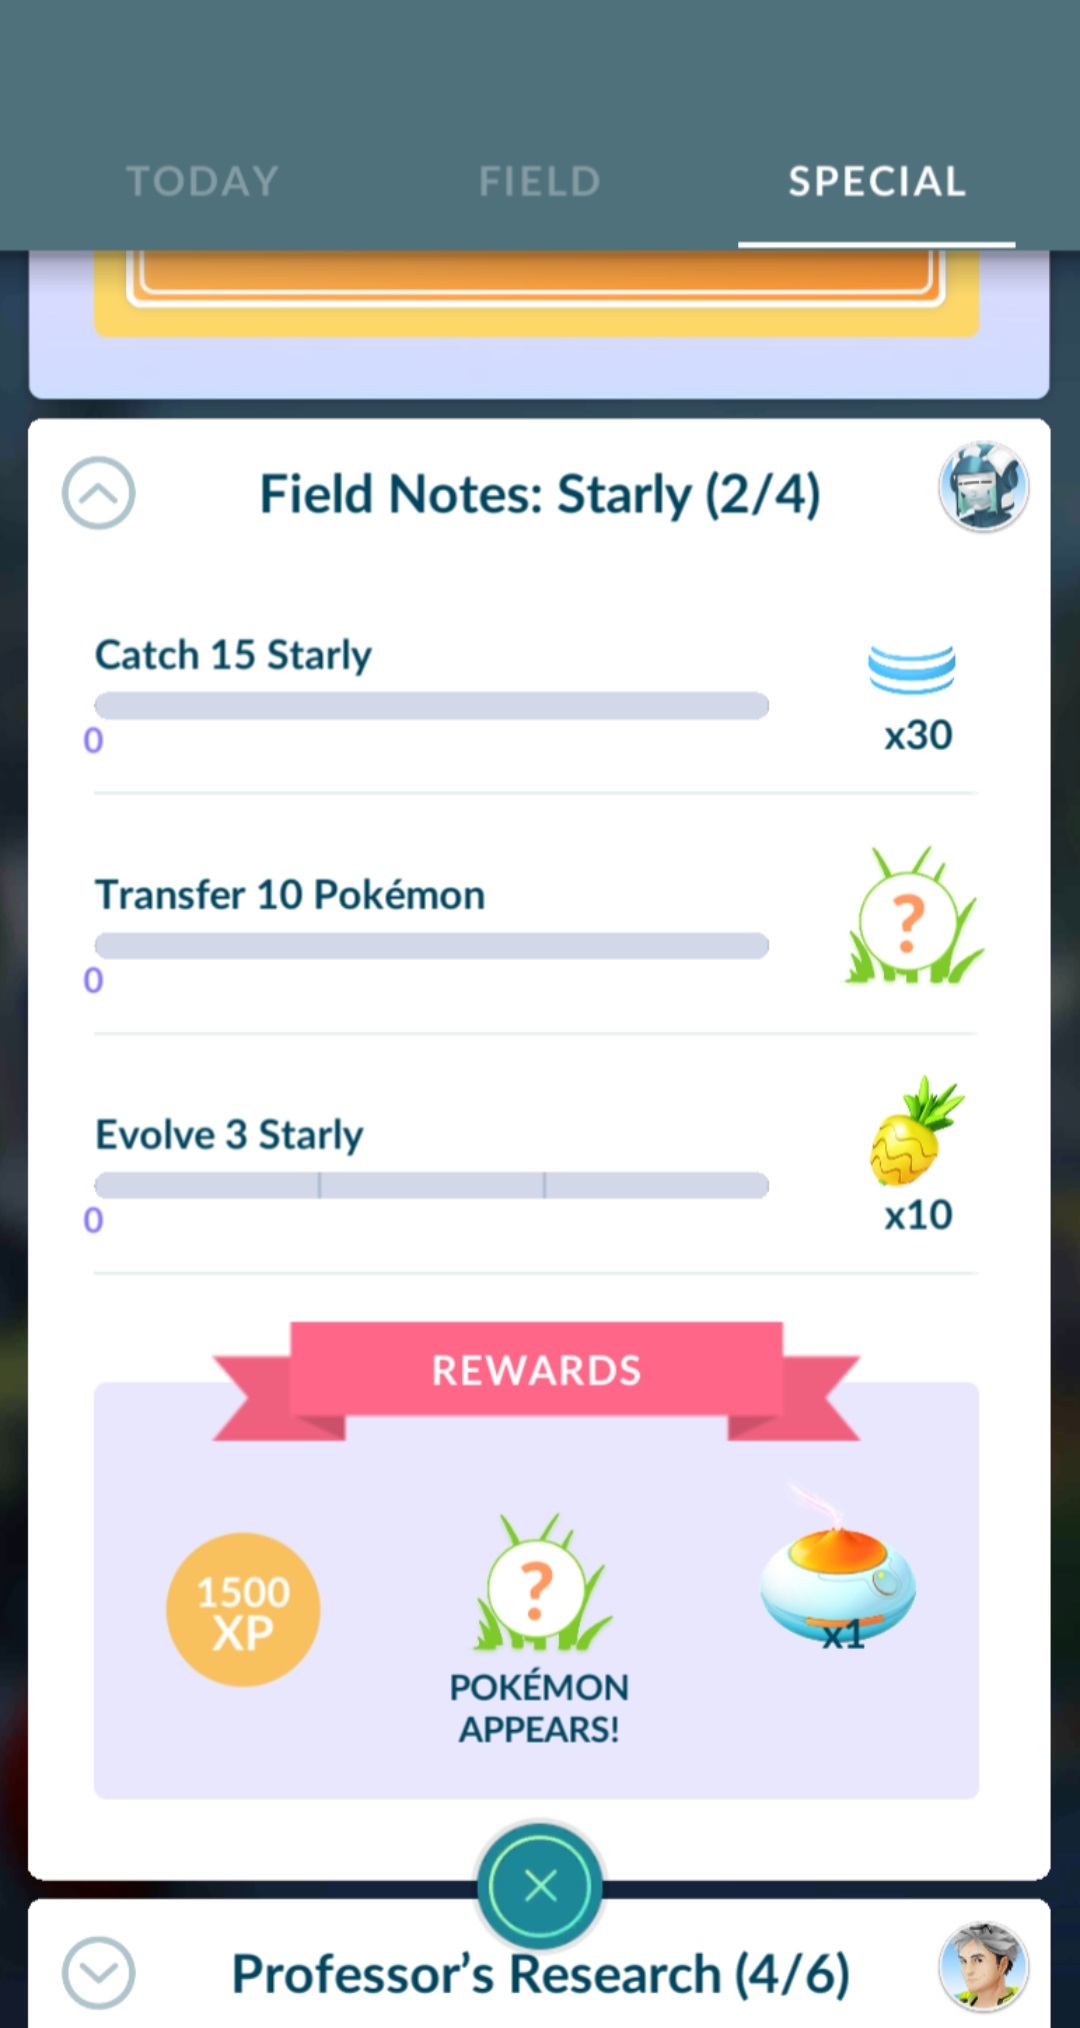 TODAY FIELD SPECIAL
Field Notes: Starly (2/4)
Catch 15 Starly
0
x30
Transfer 10 Pokémon
0
?
Evolve 3 Starly
0
x10
REWARDS
1500
XP
?
POKÉMON
APPEARS!
x1
Professor’s Research (4/6)